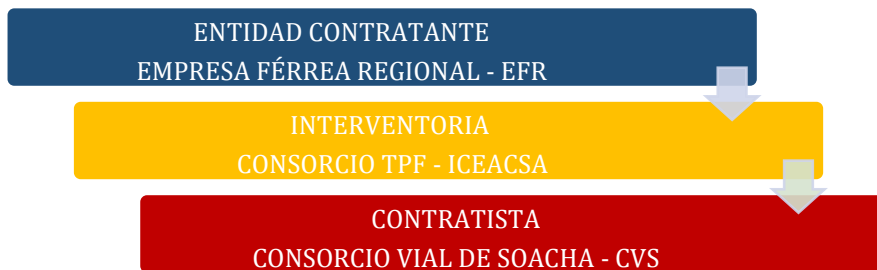 ENTIDAD CONTRATANTE
EMPRESA FÉRREA REGIONAL - EFR
INTERVENTORIA
CONSORCIO TPF - ICEACSA
CONTRATISTA
CONSORCIO VIAL DE SOACHA - CVS